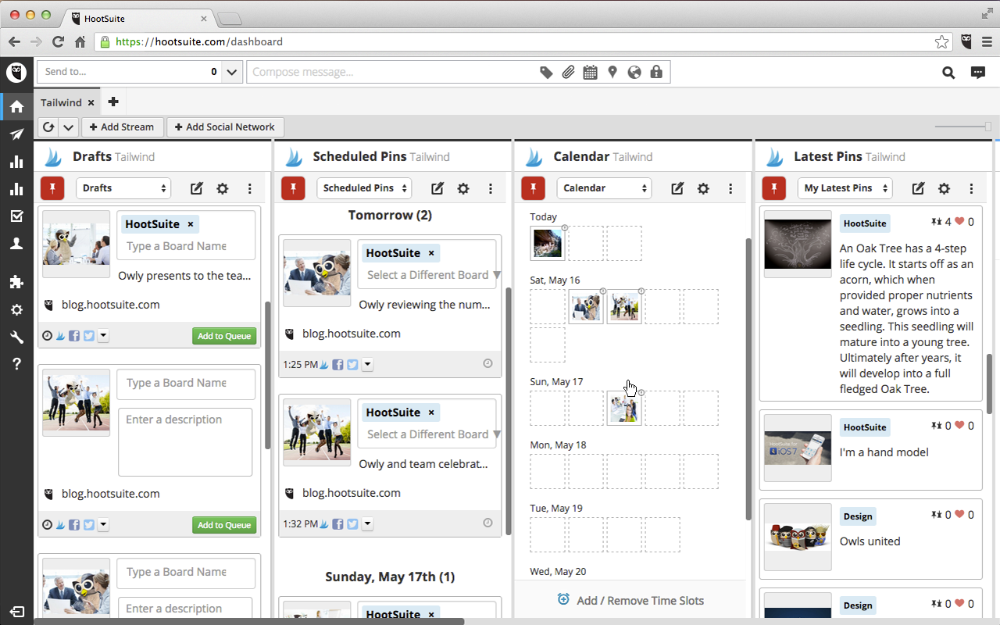 HootSuite
https://hootsuite.com/dashboard
Send to...
0
Compose message...
Tailwind
Add Stream
Add Social Network
Drafts Tailwind
Drafts
HootSuite ×
Type a Board Name
Owly presents to the tea...
blog.hootsuite.com
Add to Queue
Type a Board Name
Enter a description
blog.hootsuite.com
Add to Queue
Type a Board Name
Enter a description
Scheduled Pins Tailwind
Scheduled Pins
Tomorrow (2)
HootSuite ×
Select a Different Board
Owly reviewing the num...
blog.hootsuite.com
1:25 PM
HootSuite ×
Select a Different Board
Owly and team celebrat...
blog.hootsuite.com
1:32 PM
Sunday, May 17th (1)
HootSuite ×
Calendar Tailwind
Calendar
Today
Sat, May 16
Sun, May 17
Mon, May 18
Tue, May 19
Wed, May 20
Add / Remove Time Slots
Latest Pins Tailwind
My Latest Pins
HootSuite
4
0
An Oak Tree has a 4-step
life cycle. It starts off as an
acorn, which when
provided proper nutrients
and water, grows into a
seedling. This seedling will
mature into a young tree.
Ultimately after years, it
will develop into a full
fledged Oak Tree.
HootSuite for
iOS7
HootSuite
0
0
I'm a hand model
Design
0
0
Owls united
Design
0
0